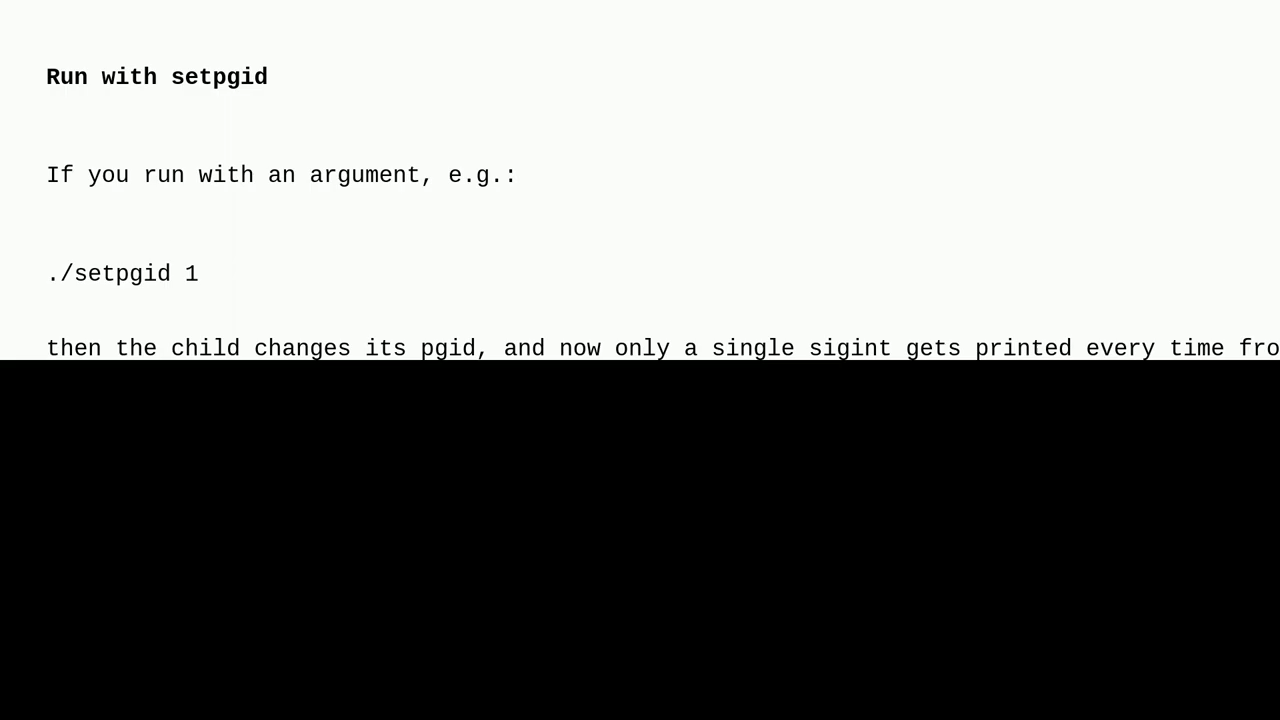 Run with setpgid
If you run with an argument, e.g.:
./setpgid 1
then the child changes its pgid, and now only a single sigint gets printed every time fro